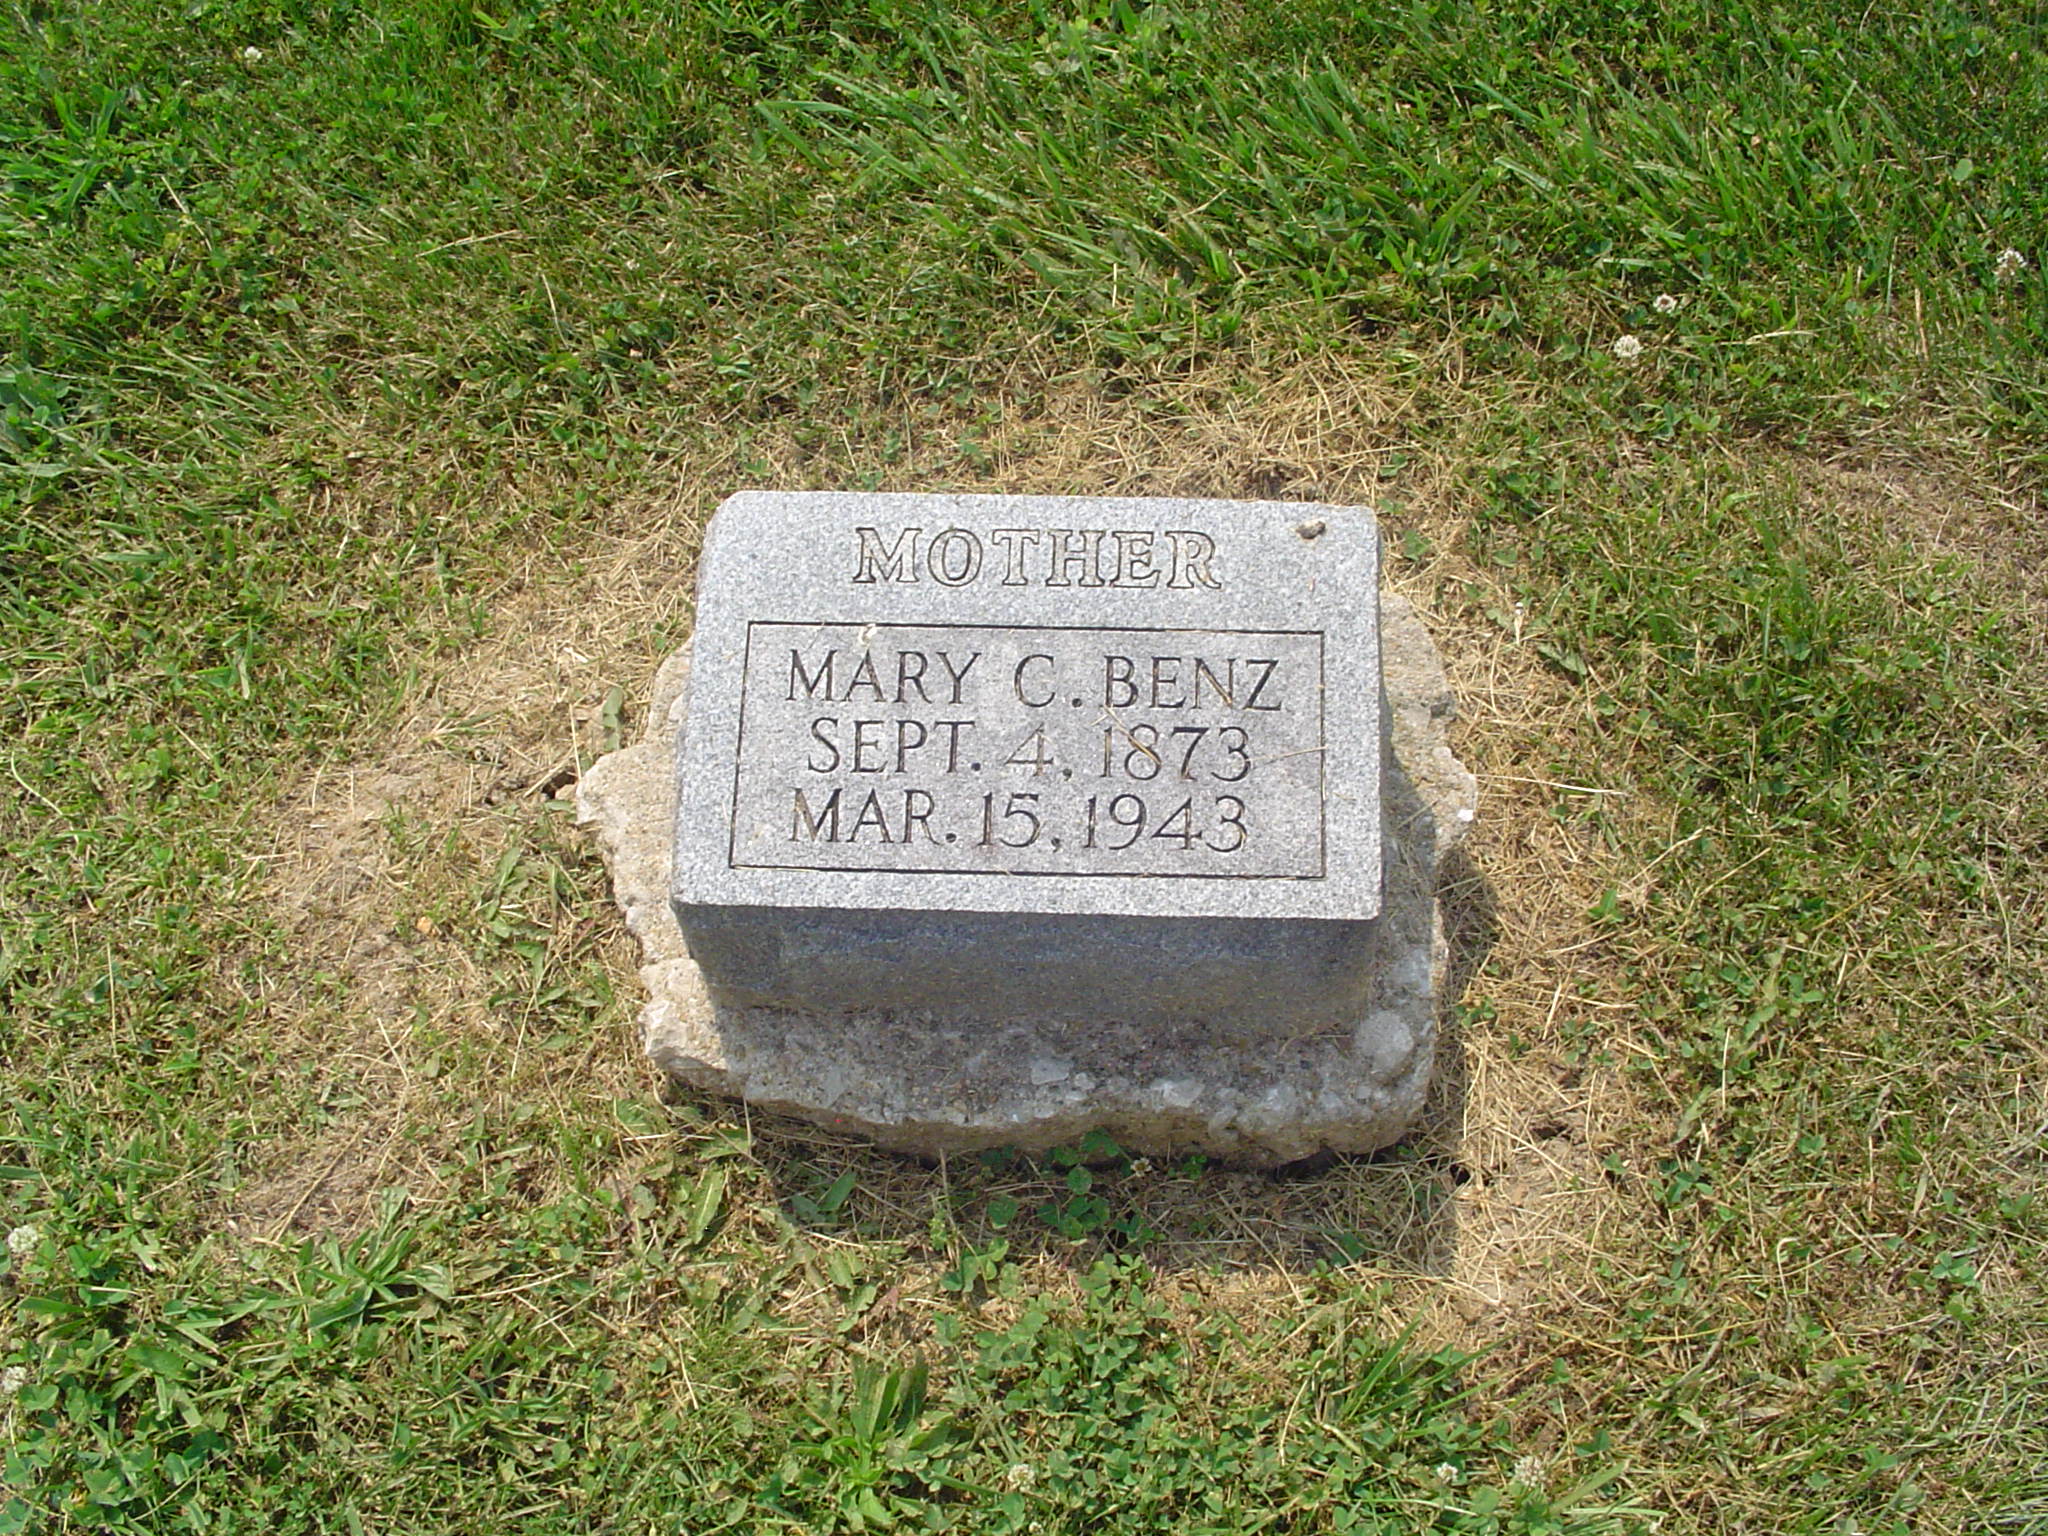 MOTHER
MARY C. BENZ
SEPT. 4, 1873
MAR. 15, 1943